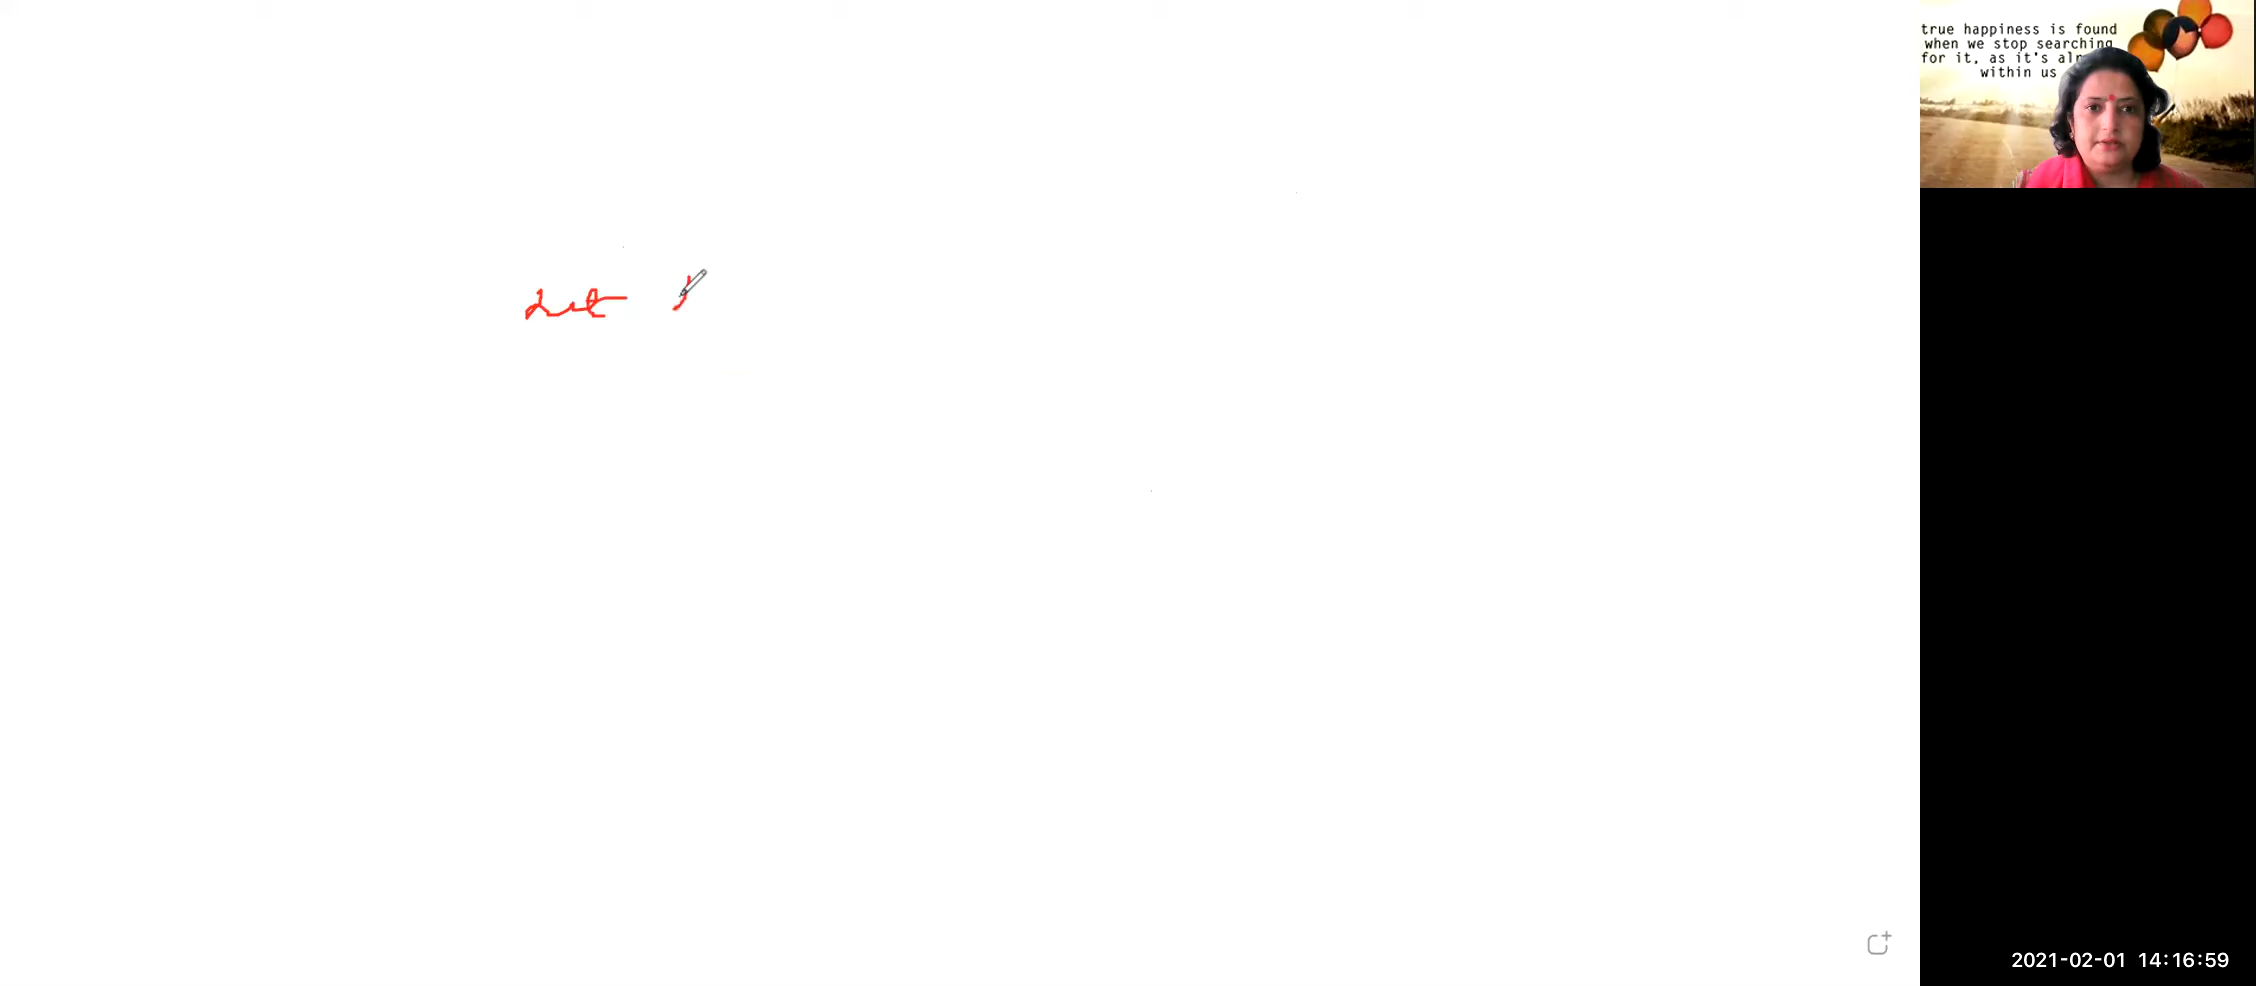 true happiness is found
when we stop searching
for it, as it's
within us
Let
2021-02-01 14:16:59